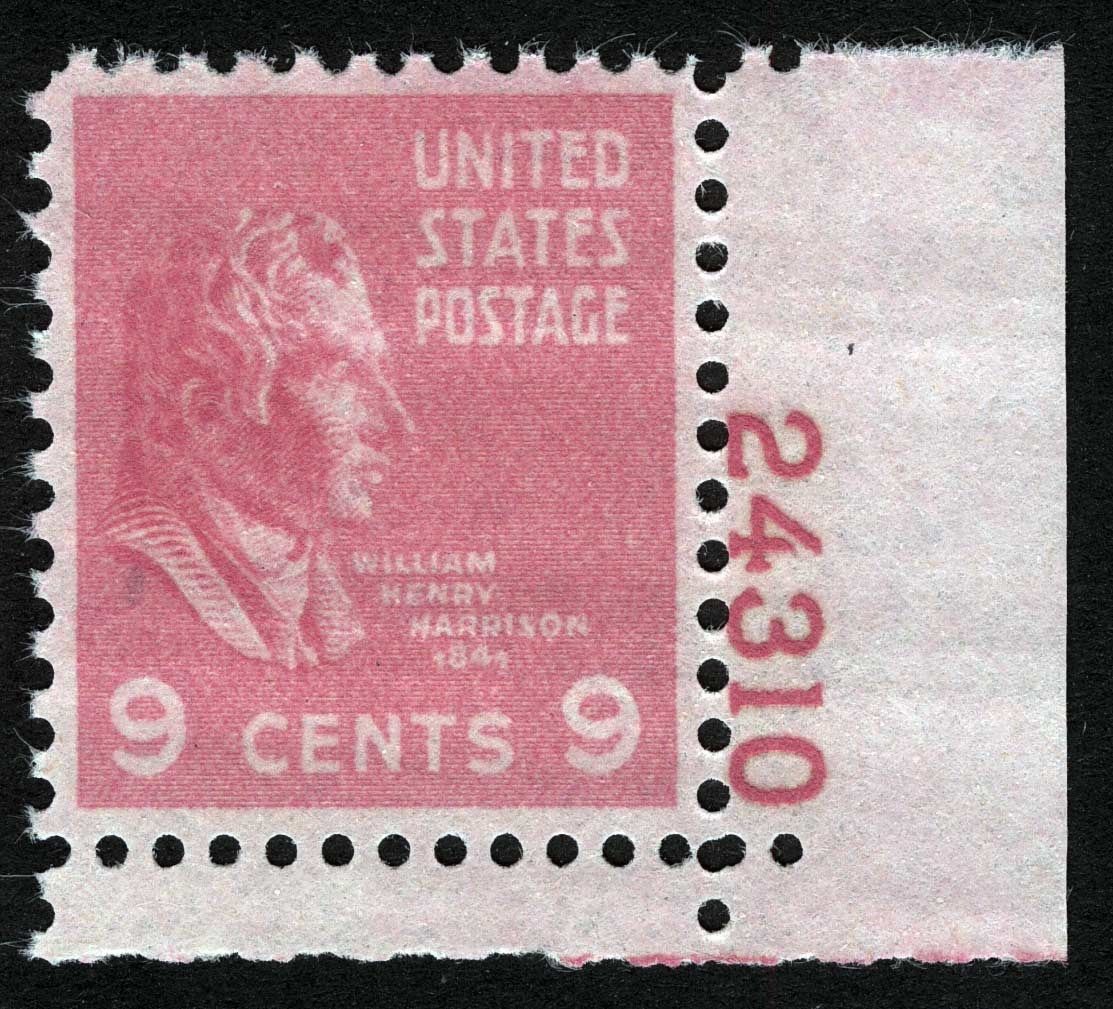 UNITED
STATES
POSTAGE
WILLIAM
HENRY
HARRISON
1841
9 CENTS 9
24310